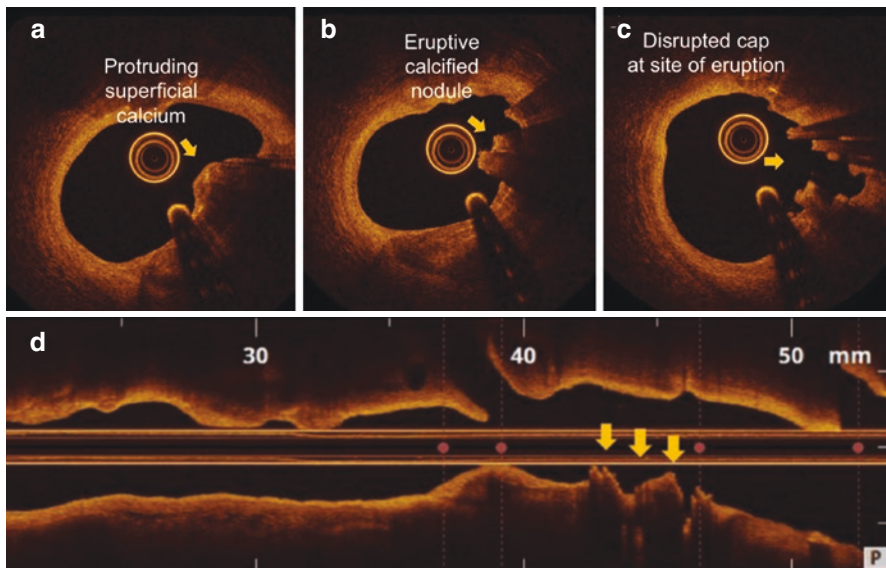 a
Protruding
superficial
calcium
b
Eruptive
calcified
nodule
c
Disrupted cap
at site of eruption
d
30 40 50 mm
P